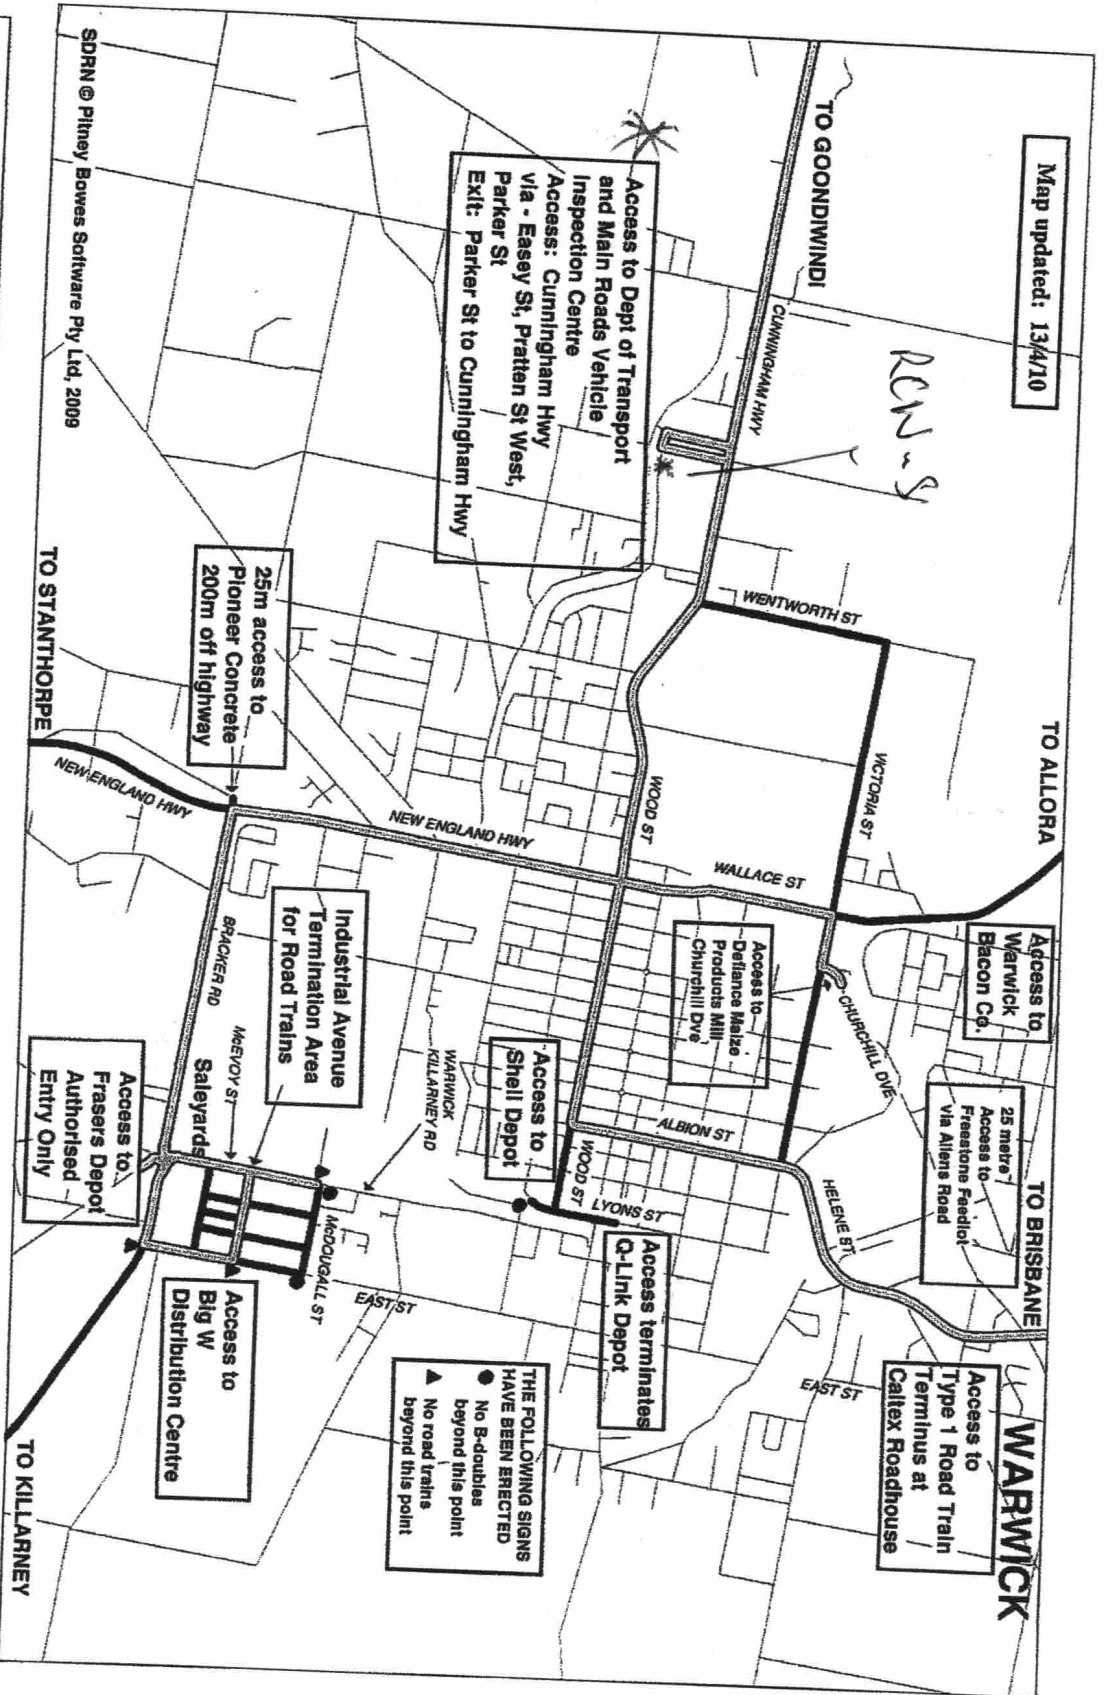 WARWICK
Map updated: 13/4/10
TO GOONDIWINDI
CUNNINGHAM HWY
TO ALLORA
TO BRISBANE
RCW
WENTWORTH ST
VICTORIA ST
WALLACE ST
WOOD ST
Access to
Warwick
Bacon Co.
CHURCHILL DVE
25 metre
Access to
Freestone Feedlot
via Allens Road
HELENE ST
Access to
Type 1 Road Train
Terminus at
Caltex Roadhouse
EAST ST
Access to
Defiance Maize
Products Mill
Churchill Dve
ALBION ST
Access to Dept of Transport
and Main Roads Vehicle
Inspection Centre
Access: Cunningham Hwy
via - Easey St, Pratten St West,
Parker St
Exit: Parker St to Cunningham Hwy
Access to
Shell Depot
WOOD ST
LYONS ST
Access terminates
Q-Link Depot
NEW ENGLAND HWY
WARWICK
KILLARNEY RD
THE FOLLOWING SIGNS
HAVE BEEN ERECTED
No B-doubles
beyond this point
No road trains
beyond this point
Industrial Avenue
Termination Area
for Road Trains
McDOUGALL ST
EAST ST
25m access to
Pioneer Concrete
200m off highway
BRACKER RD
McEVOY ST
Saleyards
Access to
Big W
Distribution Centre
Access to
Frasers Depot
Authorised
Entry Only
NEW ENGLAND HWY
TO STANTHORPE
TO KILLARNEY
SDRN © Pitney Bowes Software Pty Ltd, 2009